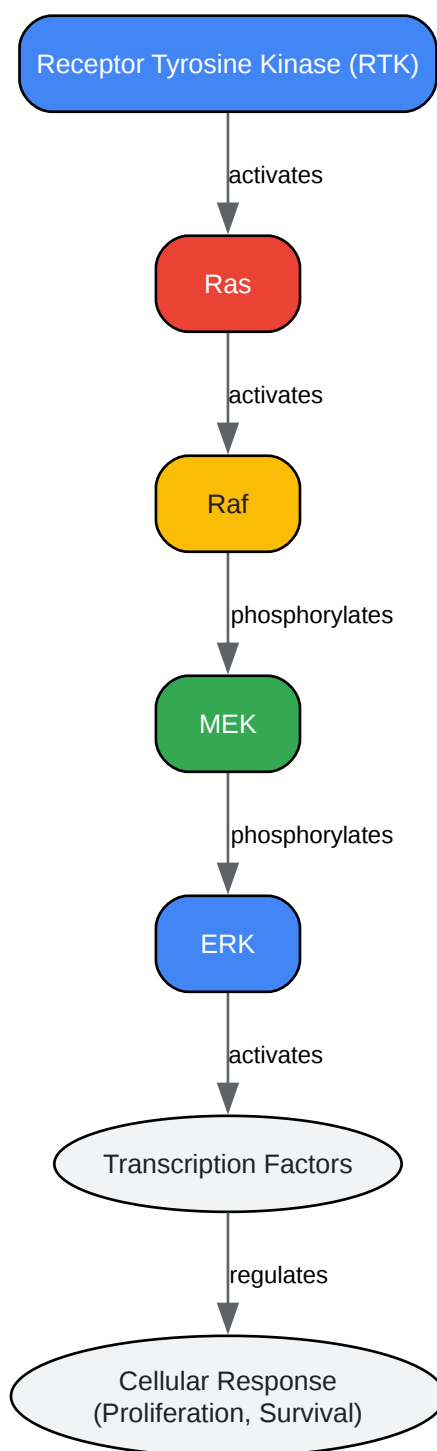 Receptor Tyrosine Kinase (RTK)
activates
Ras
activates
Raf
phosphorylates
MEK
phosphorylates
ERK
activates
Transcription Factors
regulates
Cellular Response
(Proliferation, Survival)